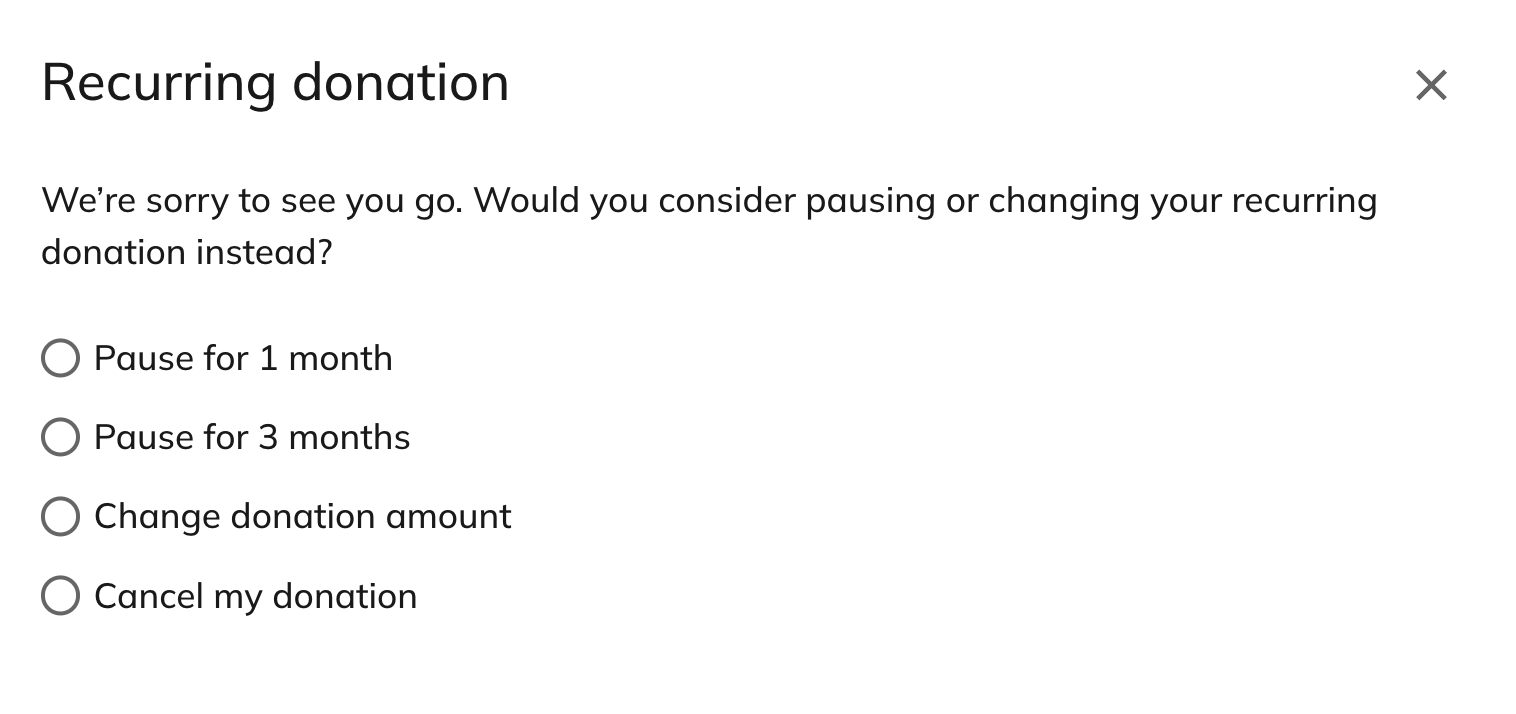 Recurring donation
We’re sorry to see you go. Would you consider pausing or changing your recurring
donation instead?
Pause for 1 month
Pause for 3 months
Change donation amount
Cancel my donation